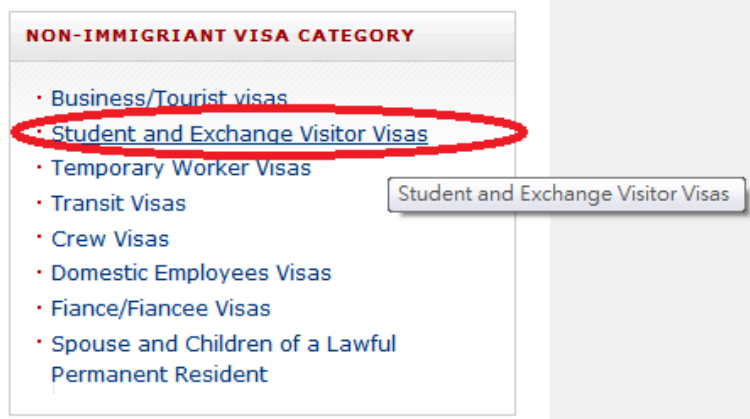 NON-IMMIGRIANT VISA CATEGORY
· Business/Tourist visas
· Student and Exchange Visitor Visas
· Temporary Worker Visas
Student and Exchange Visitor Visas
· Transit Visas
· Crew Visas
· Domestic Employees Visas
· Fiance/Fiancee Visas
· Spouse and Children of a Lawful
Permanent Resident